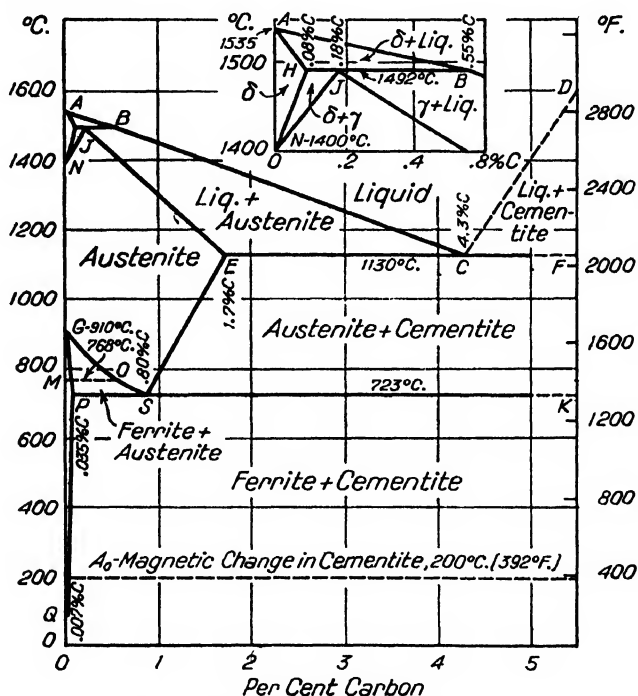 °C.
°F.
A
1535
1500
1400
.08%C
.18%C
.55%C
δ+Liq.
H
1492°C.
B
J
δ
δ+γ
γ+Liq.
N-1400°C.
0
.2
.4
.6
.8%C
1600
1400
1200
1000
800
600
400
200
0
2800
2400
2000
1600
1200
800
400
A
B
J
N
D
Liq.+
Austenite
Liquid
Liq.+
Cemen-
tite
4.3%C
Austenite
E
1130°C.
C
F
1.7%C
G-910°C.
768°C.
.80%C
Austenite+Cementite
M
O
P
S
723°C.
K
.035%C
Ferrite+
Austenite
Ferrite+Cementite
A₀-Magnetic Change in Cementite, 200°C.[392°F.]
Q
.007%C
0
1
2
3
4
5
Per Cent Carbon